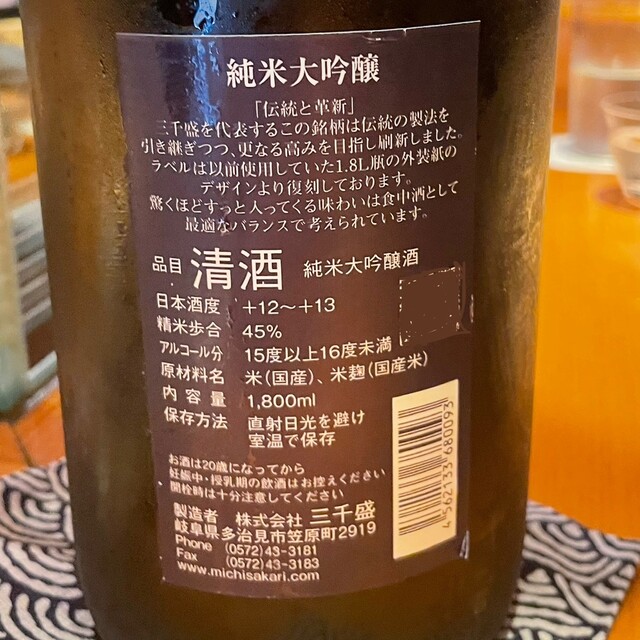 純米大吟醸
「伝統と革新」
三千盛を代表するこの銘柄は伝統の製法を
引き継ぎつつ、更なる高みを目指し刷新しました。
ラベルは以前使用していた1.8L瓶の外装紙の
デザインより復刻しております。
驚くほどすっと入ってくる味わいは食中酒として
最適なバランスで考えられています。
品目 清酒 純米大吟醸酒
日本酒度 +12～+13
精米歩合 45%
アルコール分 15度以上16度未満
原材料名 米(国産)、米麹(国産米)
内容量 1,800ml
保存方法 直射日光を避け
室温で保存
お酒は20歳になってから
妊娠中・授乳期の飲酒はお控えください
開栓時は十分注意してください
製造者 株式会社 三千盛
岐阜県多治見市笠原町2919
Phone (0572)43-3181
Fax (0572)43-3183
www.michisakari.com
4 562133 680093